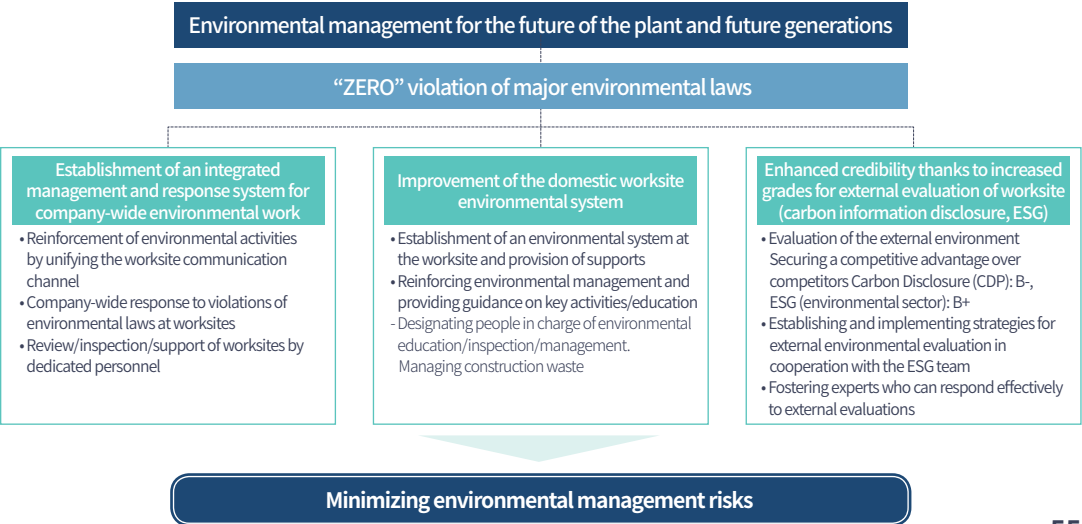 Environmental management for the future of the plant and future generations
“ZERO” violation of major environmental laws
Establishment of an integrated
management and response system for
company-wide environmental work
• Reinforcement of environmental activities
by unifying the worksite communication
channel
• Company-wide response to violations of
environmental laws at worksites
• Review/inspection/support of worksites by
dedicated personnel
Improvement of the domestic worksite
environmental system
• Establishment of an environmental system at
the worksite and provision of supports
• Reinforcing environmental management and
providing guidance on key activities/education
- Designating people in charge of environmental
education/inspection/management.
Managing construction waste
Enhanced credibility thanks to increased
grades for external evaluation of worksite
(carbon information disclosure, ESG)
• Evaluation of the external environment
Securing a competitive advantage over
competitors Carbon Disclosure (CDP): B-,
ESG (environmental sector): B+
• Establishing and implementing strategies for
external environmental evaluation in
cooperation with the ESG team
• Fostering experts who can respond effectively
to external evaluations
Minimizing environmental management risks